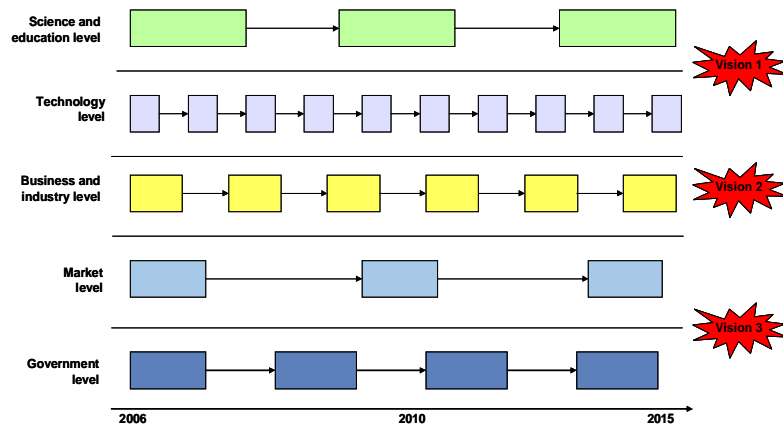 Science and
education level
Vision 1
Technology
level
Business and
industry level
Vision 2
Market
level
Vision 3
Government
level
2006
2010
2015